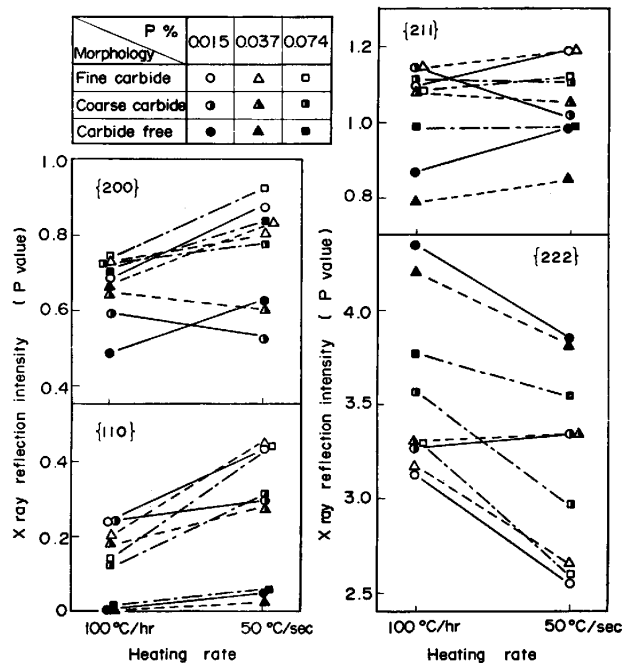 P %
Morphology
0.015 0.037 0.074
Fine carbide
Coarse carbide
Carbide free
X ray reflection intensity ( P value )
1.0
{200}
0.8
0.6
0.4
{110}
0.4
0.2
0
100 °C/hr 50 °C/sec
Heating rate
X ray reflection intensity ( P value )
{211}
1.2
1.0
0.8
{222}
4.0
3.5
3.0
2.5
100 °C/hr 50 °C/sec
Heating rate